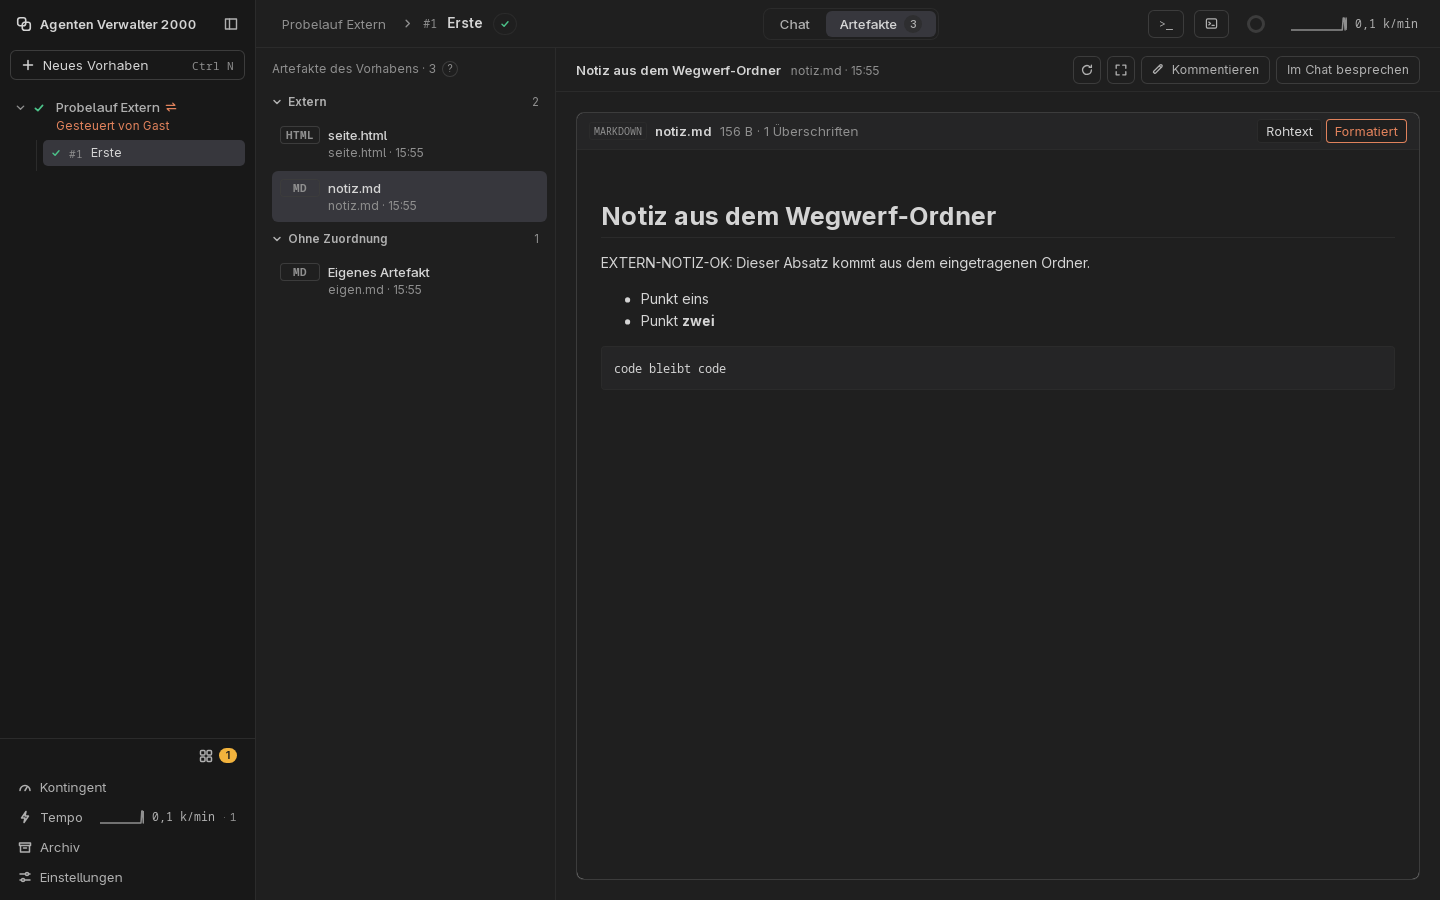 Agenten Verwalter 2000
Neues Vorhaben Ctrl N
Probelauf Extern
Gesteuert von Gast
#1 Erste
1
Kontingent
Tempo 0,1 k/min · 1
Archiv
Einstellungen
Probelauf Extern #1 Erste
Chat Artefakte 3
>_ 0,1 k/min
Artefakte des Vorhabens · 3 ?
Extern 2
HTML seite.html
seite.html · 15:55
MD notiz.md
notiz.md · 15:55
Ohne Zuordnung 1
MD Eigenes Artefakt
eigen.md · 15:55
Notiz aus dem Wegwerf-Ordner notiz.md · 15:55
Kommentieren Im Chat besprechen
MARKDOWN notiz.md 156 B · 1 Überschriften Rohtext Formatiert
Notiz aus dem Wegwerf-Ordner
EXTERN-NOTIZ-OK: Dieser Absatz kommt aus dem eingetragenen Ordner.
• Punkt eins
• Punkt zwei
code bleibt code